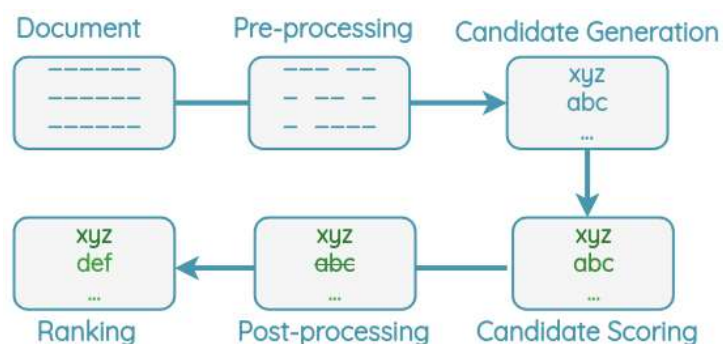 Document
Pre-processing
Candidate Generation
xyz
abc
...
xyz
abc
...
Candidate Scoring
xyz
abc
...
Post-processing
xyz
def
...
Ranking